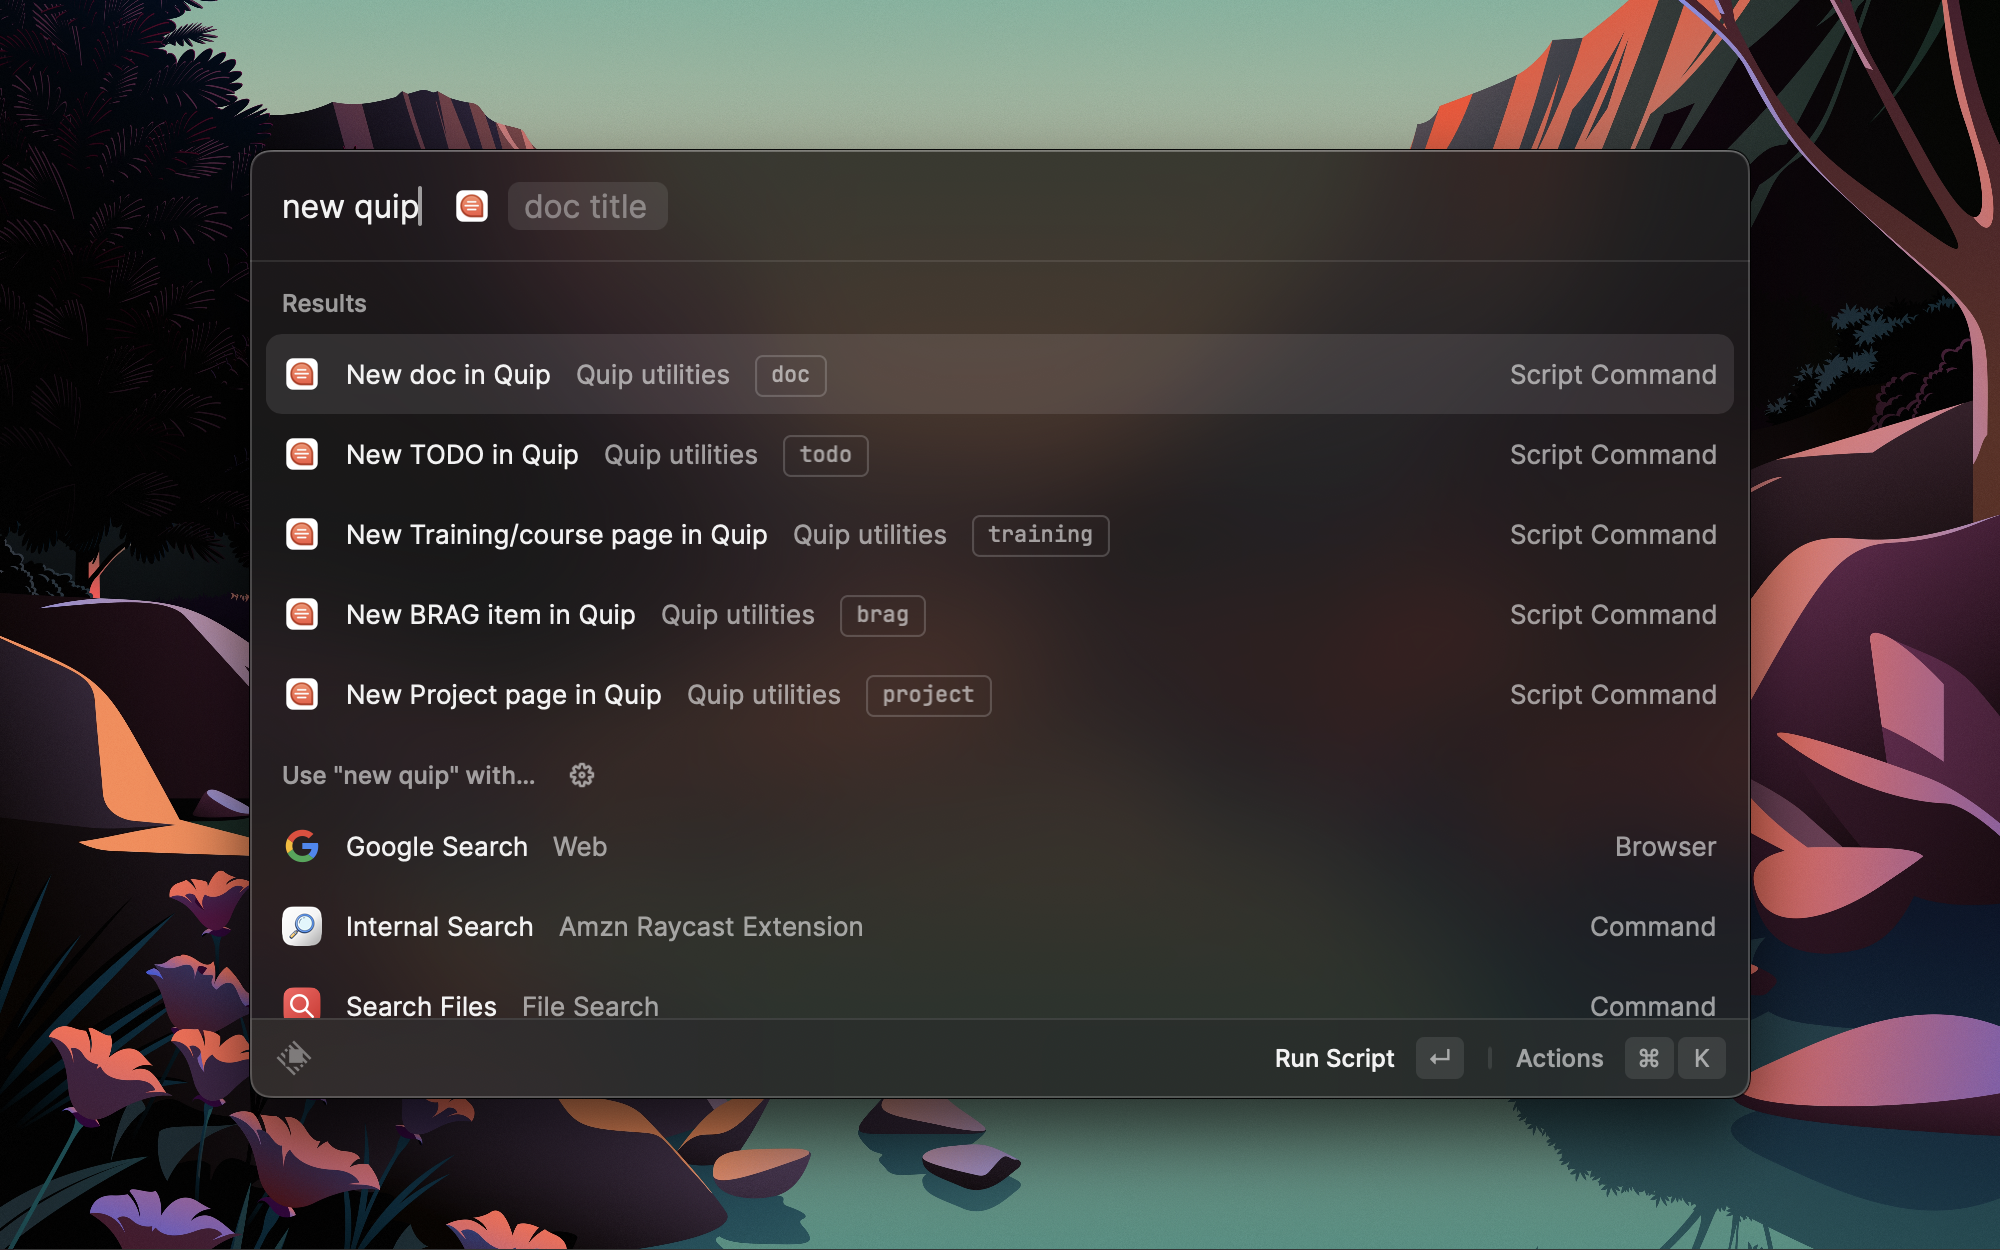 new quip doc title
Results
New doc in Quip Quip utilities doc Script Command
New TODO in Quip Quip utilities todo Script Command
New Training/course page in Quip Quip utilities training Script Command
New BRAG item in Quip Quip utilities brag Script Command
New Project page in Quip Quip utilities project Script Command
Use "new quip" with...
Google Search Web Browser
Internal Search Amzn Raycast Extension Command
Search Files File Search Command
Run Script ↵ Actions ⌘ K